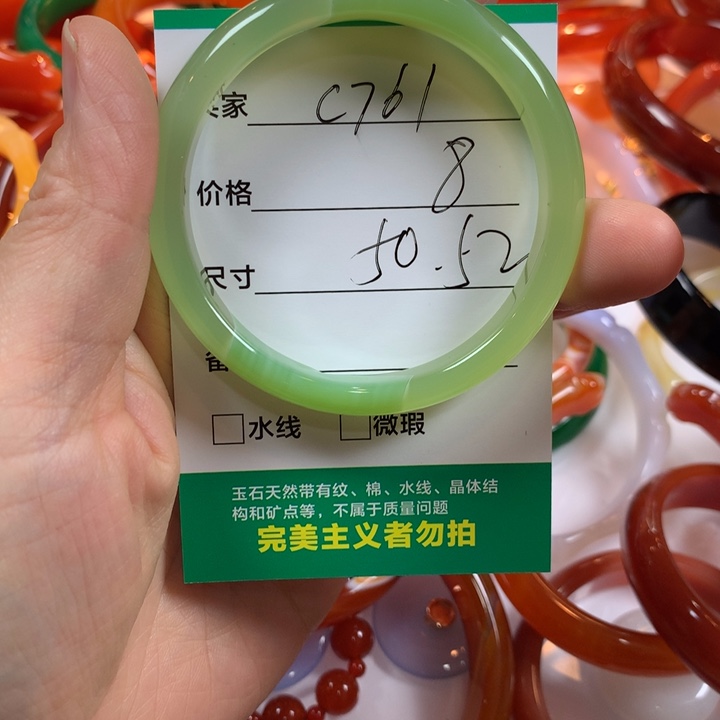 家 C761
价格 8
尺寸 50.52
备
□水线 □微瑕
玉石天然带有纹、棉、水线、晶体结
构和矿点等，不属于质量问题
完美主义者勿拍